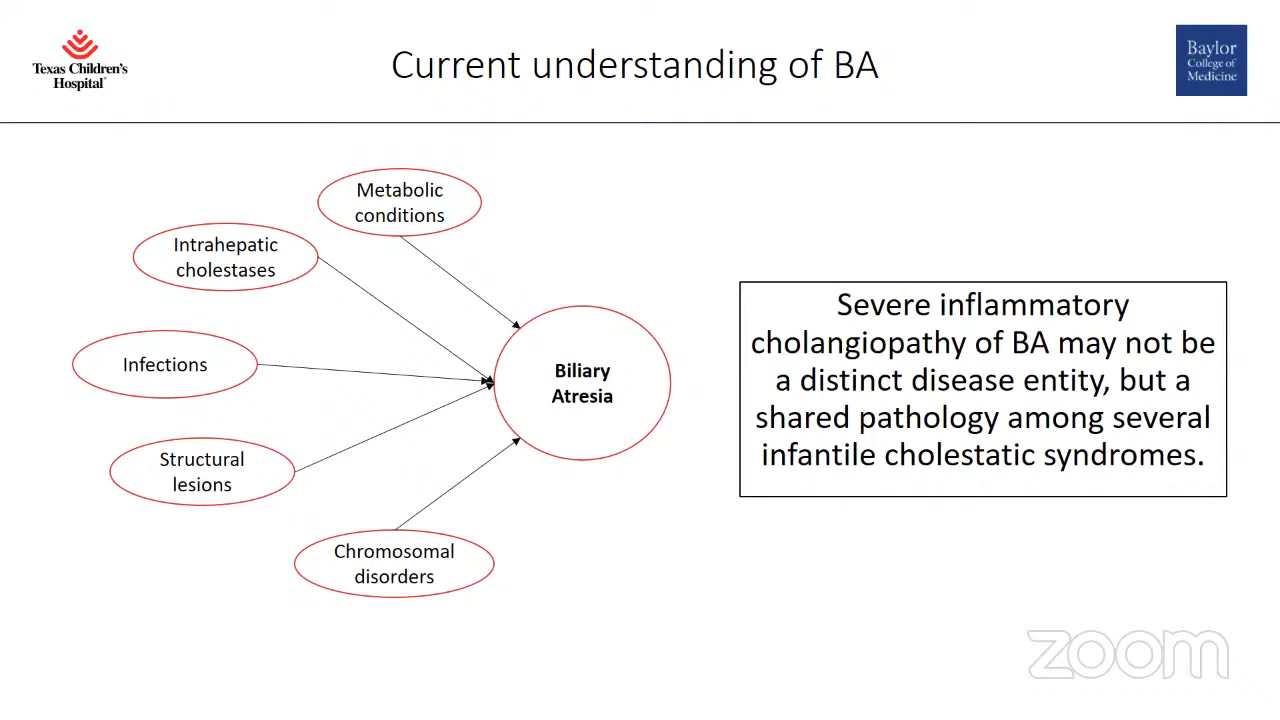 Texas Children's
Hospital
Current understanding of BA
Baylor
College of
Medicine
Metabolic
conditions
Intrahepatic
cholestases
Infections
Structural
lesions
Chromosomal
disorders
Biliary
Atresia
Severe inflammatory
cholangiopathy of BA may not be
a distinct disease entity, but a
shared pathology among several
infantile cholestatic syndromes.
zoom